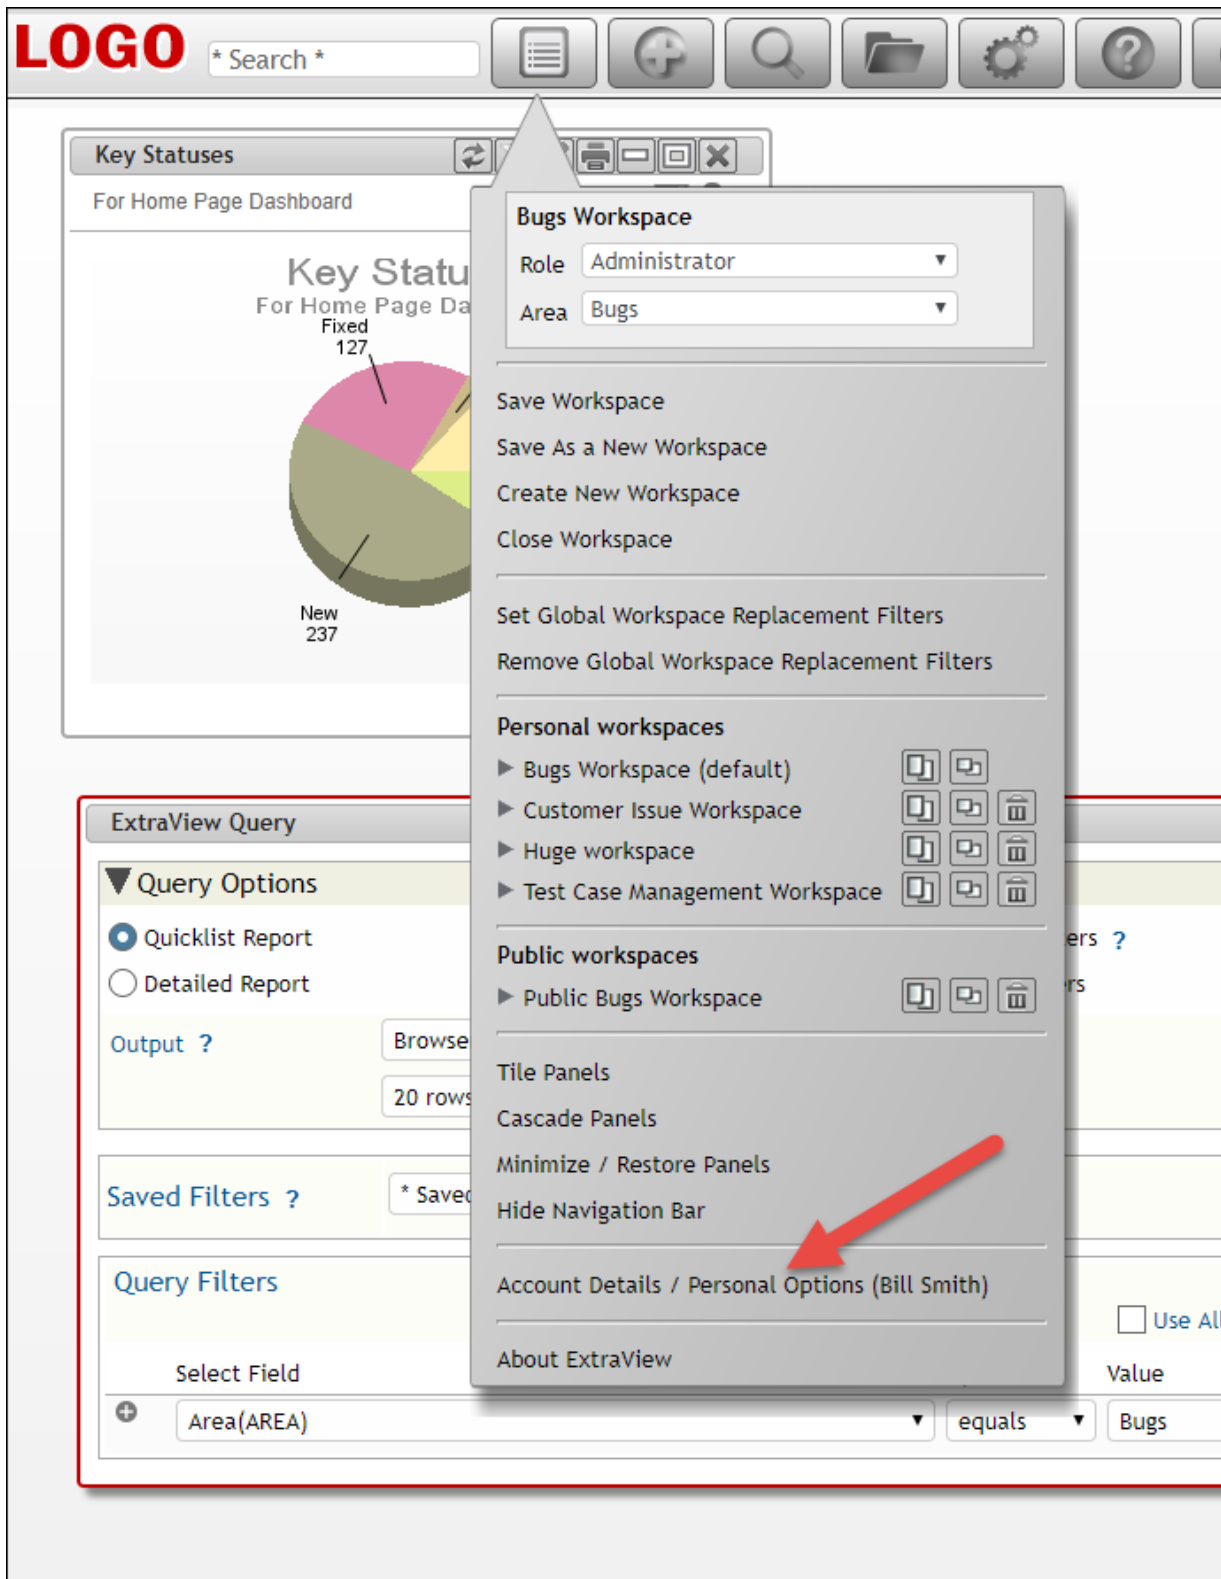 LOGO
* Search *
Key Statuses
For Home Page Dashboard
Key Statu
For Home Page Da
Fixed
127
New
237
Bugs Workspace
Role Administrator
Area Bugs
Save Workspace
Save As a New Workspace
Create New Workspace
Close Workspace
Set Global Workspace Replacement Filters
Remove Global Workspace Replacement Filters
Personal workspaces
Bugs Workspace (default)
Customer Issue Workspace
Huge workspace
Test Case Management Workspace
Public workspaces
Public Bugs Workspace
Tile Panels
Cascade Panels
Minimize / Restore Panels
Hide Navigation Bar
Account Details / Personal Options (Bill Smith)
About ExtraView
ExtraView Query
Query Options
Quicklist Report
ers ?
Detailed Report
rs
Output ? Browse
20 rows
Saved Filters ? * Saved
Query Filters
Use All
Select Field
Value
Area(AREA) equals Bugs